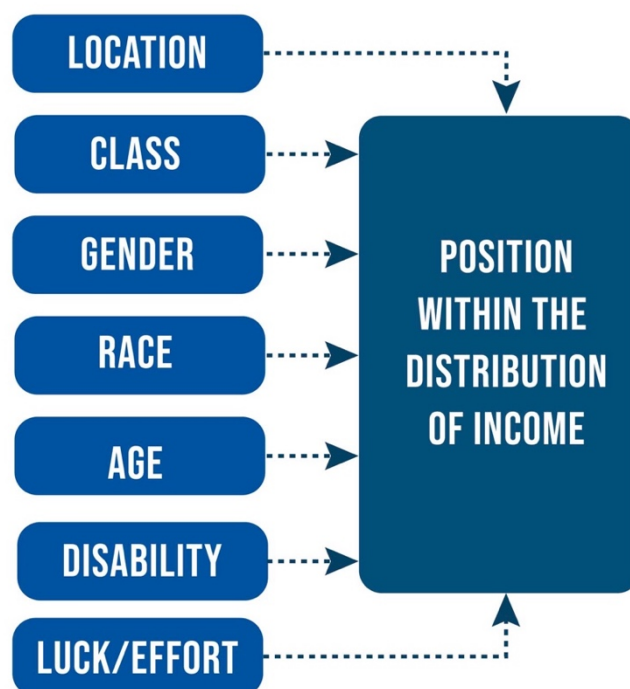 LOCATION
CLASS
GENDER
RACE
AGE
DISABILITY
LUCK/EFFORT
POSITION
WITHIN THE
DISTRIBUTION
OF INCOME